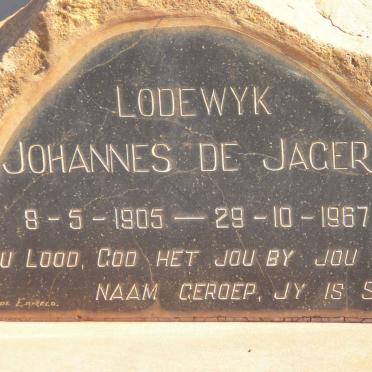 LODEWYK
JOHANNES DE JAGER
8-5-1905 — 29-10-1967
U LOOD, GOD HET JOU BY JOU
NAAM GEROEP, JY IS S
ERMELO.